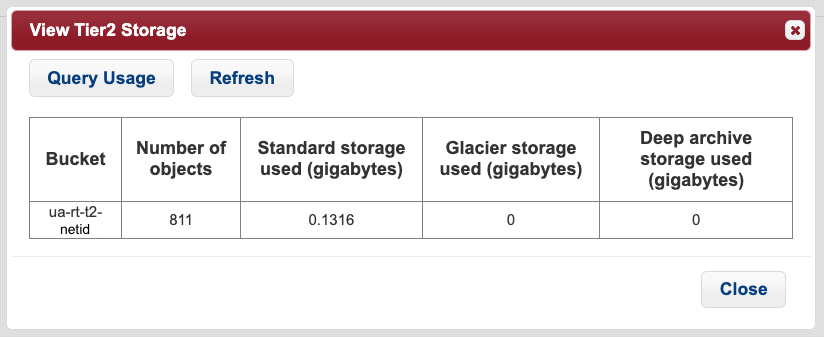 View Tier2 Storage
Query Usage
Refresh
Bucket
Number of
objects
Standard storage
used (gigabytes)
Glacier storage
used (gigabytes)
Deep archive
storage used
(gigabytes)
ua-rt-t2-
netid
811
0.1316
0
0
Close